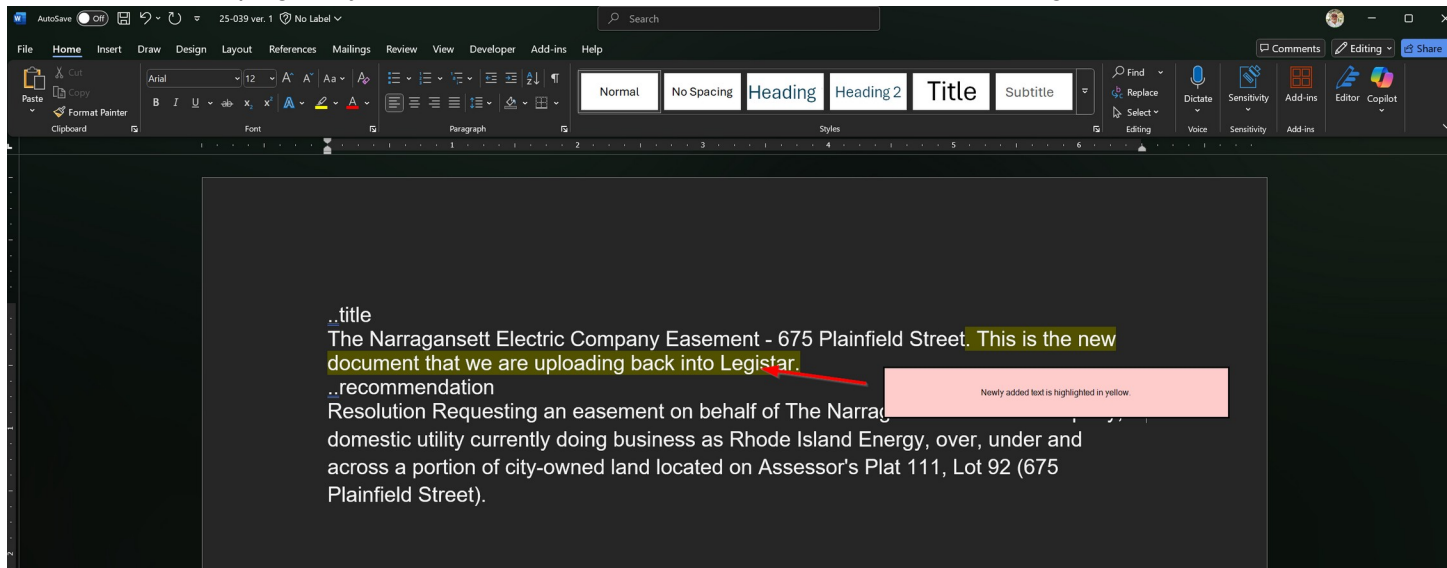 AutoSave Off 25-039 ver. 1 No Label Search
File Home Insert Draw Design Layout References Mailings Review View Developer Add-ins Help Comments Editing Share
Paste
Cut
Copy
Format Painter
Clipboard
Arial 12
Font
Paragraph
Normal No Spacing Heading Heading 2 Title Subtitle
Styles
Find
Replace
Select
Editing
Dictate
Voice
Sensitivity
Sensitivity
Add-ins
Add-ins
Editor Copilot
1 2 3 4 5 6
..title
The Narragansett Electric Company Easement - 675 Plainfield Street. This is the new
document that we are uploading back into Legistar.
..recommendation
Newly added text is highlighted in yellow.
Resolution Requesting an easement on behalf of The
domestic utility currently doing business as Rhode Island Energy, over, under and
across a portion of city-owned land located on Assessor's Plat 111, Lot 92 (675
Plainfield Street).